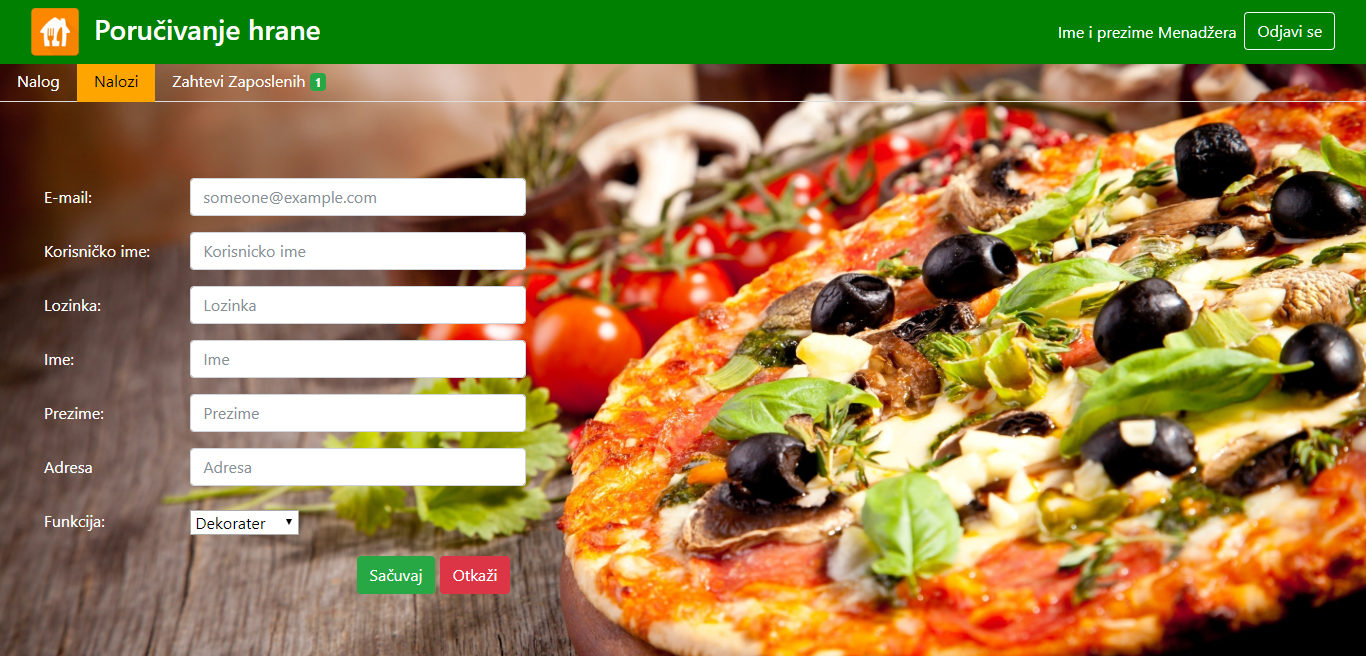 Poručivanje hrane
Ime i prezime Menadžera Odjavi se
Nalog Nalozi Zahtevi Zaposlenih 1
E-mail: someone@example.com
Korisničko ime: Korisnicko ime
Lozinka: Lozinka
Ime: Ime
Prezime: Prezime
Adresa Adresa
Funkcija: Dekorater
Sačuvaj Otkaži